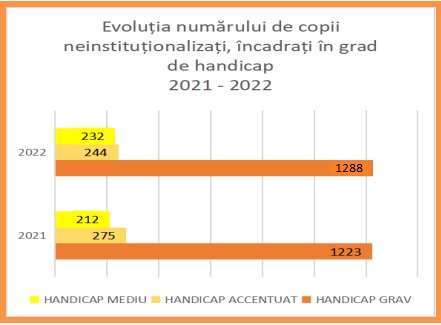 Evoluția numărului de copii
neinstituționalizați, încadrați în grad
de handicap
2021 - 2022
232
2022
244
1288
212
2021
275
1223
HANDICAP MEDIU HANDICAP ACCENTUAT HANDICAP GRAV